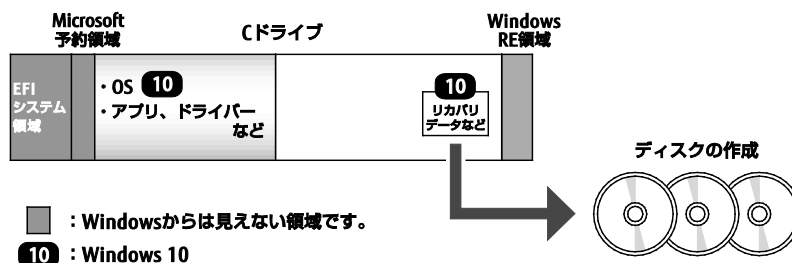 Microsoft
予約領域
Cドライブ
Windows
RE領域
EFI
システム
領域
・OS 10
・アプリ、ドライバー
など
10
リカバリ
データなど
ディスクの作成
：Windowsからは見えない領域です。
10：Windows 10